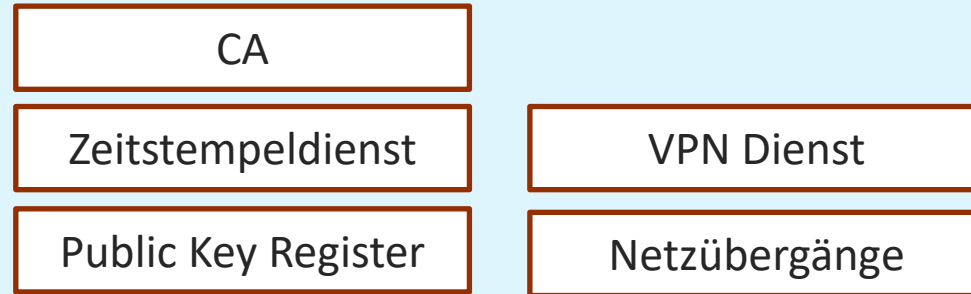 CA
Zeitstempeldienst
VPN Dienst
Public Key Register
Netzübergänge